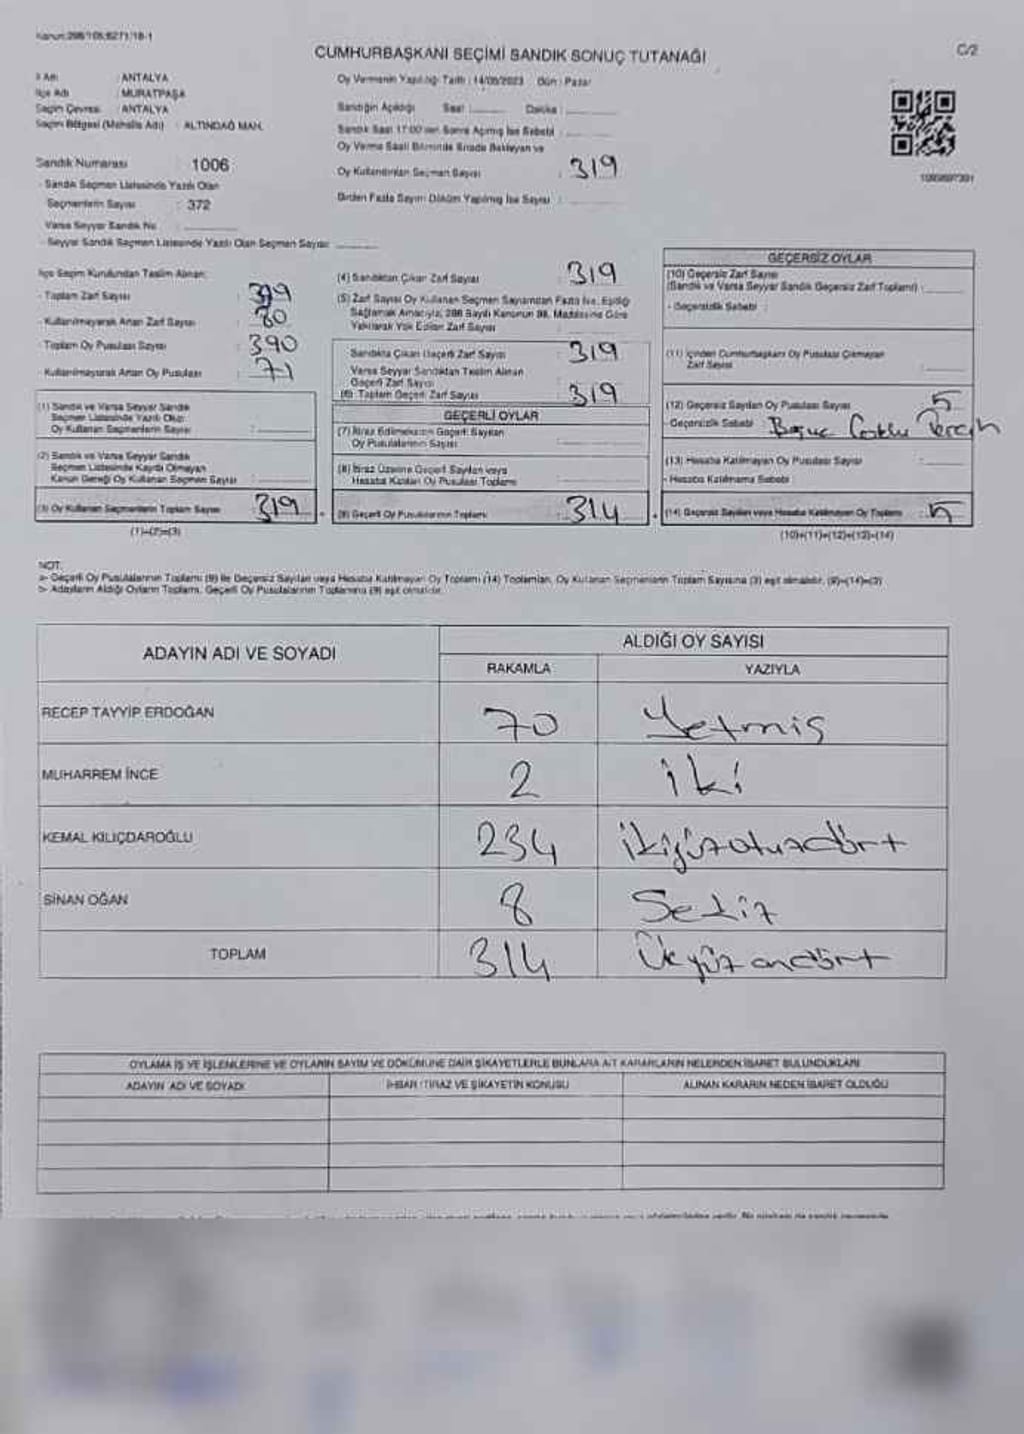 Kanun:298/105;6271/18-1
CUMHURBAŞKANI SEÇİMİ SANDIK SONUÇ TUTANAĞI
C/2
İl Adı : ANTALYA
İlçe Adı : MURATPAŞA
Seçim Çevresi : ANTALYA
Seçim Bölgesi (Mahalle Adı) : ALTINDAĞ MAH.
Sandık Numarası : 1006
- Sandık Seçmen Listesinde Yazılı Olan
Seçmenlerin Sayısı : 372
Varsa Seyyar Sandık No :
- Seyyar Sandık Seçmen Listesinde Yazılı Olan Seçmen Sayısı:
Oy Vermenin Yapıldığı Tarih : 14/05/2023 Gün : Pazar
Sandığın Açıldığı Saat : Dakika :
Sandık Saat 17:00'den Sonra Açılmış İse Sebebi :
Oy Verme Saati Bitiminde Sırada Bekleyen ve
Oy Kullandırılan Seçmen Sayısı : 319
Birden Fazla Sayım Döküm Yapılmış İse Sayısı :
İlçe Seçim Kurulundan Teslim Alınan:
- Toplam Zarf Sayısı :
- Kullanılmayarak Artan Zarf Sayısı : 80
- Toplam Oy Pusulası Sayısı : 390
- Kullanılmayarak Artan Oy Pusulası : 71
(1) Sandık ve Varsa Seyyar Sandık
Seçmen Listesinde Yazılı Olup
Oy Kullanan Seçmenlerin Sayısı :
(2) Sandık ve Varsa Seyyar Sandık
Seçmen Listesinde Kayıtlı Olmayan
Kanun Gereği Oy Kullanan Seçmen Sayısı :
(3) Oy Kullanan Seçmenlerin Toplam Sayısı : 319
(1)+(2)=(3)
(4) Sandıktan Çıkan Zarf Sayısı : 319
(5) Zarf Sayısı Oy Kullanan Seçmen Sayısından Fazla İse, Eşitliği
Sağlamak Amacıyla, 298 Sayılı Kanunun 98. Maddesine Göre
Yakılarak Yok Edilen Zarf Sayısı :
Sandıkta Çıkan Geçerli Zarf Sayısı : 319
Varsa Seyyar Sandıktan Teslim Alınan
Geçerli Zarf Sayısı :
(6) Toplam Geçerli Zarf Sayısı : 319
GEÇERLİ OYLAR
(7) İtiraz Edilmeksizin Geçerli Sayılan
Oy Pusulalarının Sayısı :
(8) İtiraz Üzerine Geçerli Sayılan veya
Hesaba Katılan Oy Pusulası Toplamı :
(9) Geçerli Oy Pusulalarının Toplamı : 314
GEÇERSİZ OYLAR
(10) Geçersiz Zarf Sayısı
(Sandık ve Varsa Seyyar Sandık Geçersiz Zarf Toplamı) :
- Geçersizlik Sebebi :
(11) İçinden Cumhurbaşkanı Oy Pusulası Çıkmayan
Zarf Sayısı :
(12) Geçersiz Sayılan Oy Pusulası Sayısı : 5
- Geçersizlik Sebebi : Tercih
(13) Hesaba Katılmayan Oy Pusulası Sayısı :
- Hesaba Katılmama Sebebi :
(14) Geçersiz Sayılan veya Hesaba Katılmayan Oy Toplamı : 5
(10)+(11)+(12)+(13)=(14)
NOT:
a- Geçerli Oy Pusulalarının Toplamı (9) ile Geçersiz Sayılan veya Hesaba Katılmayan Oy Toplamı (14) Toplamları, Oy Kullanan Seçmenlerin Toplam Sayısına (3) eşit olmalıdır. (9)+(14)=(3)
b- Adayların Aldığı Oyların Toplamı, Geçerli Oy Pusulalarının Toplamına (9) eşit olmalıdır.
ADAYIN ADI VE SOYADI
ALDIĞI OY SAYISI
RAKAMLA YAZIYLA
RECEP TAYYİP ERDOĞAN 70 Yetmiş
MUHARREM İNCE 2 iki
KEMAL KILIÇDAROĞLU 234 ikiyüzotuzdört
SİNAN OĞAN 8 Sekiz
TOPLAM 314 Üçyüzondört
OYLAMA İŞ VE İŞLEMLERİNE VE OYLARIN SAYIM VE DÖKÜMÜNE DAİR ŞİKAYETLERLE BUNLARA AİT KARARLARIN NELERDEN İBARET BULUNDUKLARI
ADAYIN ADI VE SOYADI İHBAR İTİRAZ VE ŞİKAYETİN KONUSU ALINAN KARARIN NEDEN İBARET OLDUĞU